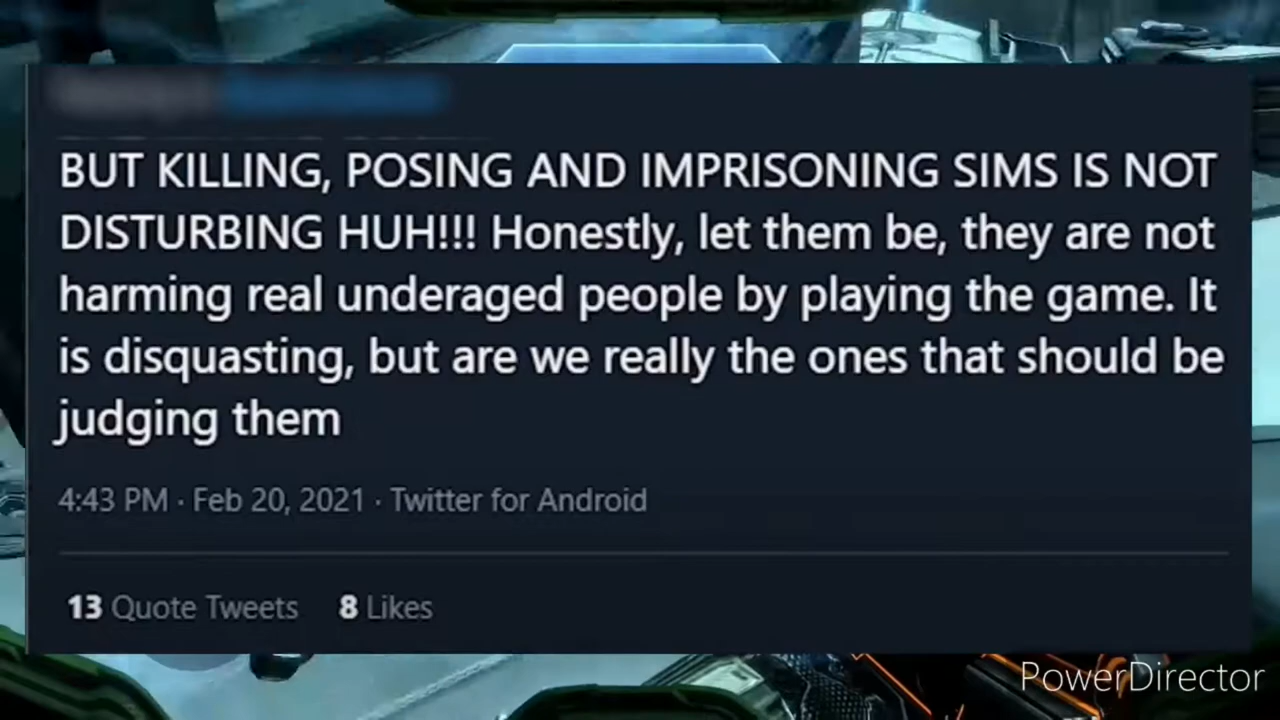 BUT KILLING, POSING AND IMPRISONING SIMS IS NOT
DISTURBING HUH!!! Honestly, let them be, they are not
harming real underaged people by playing the game. It
is disquasting, but are we really the ones that should be
judging them
4:43 PM · Feb 20, 2021 · Twitter for Android
13 Quote Tweets 8 Likes
PowerDirector